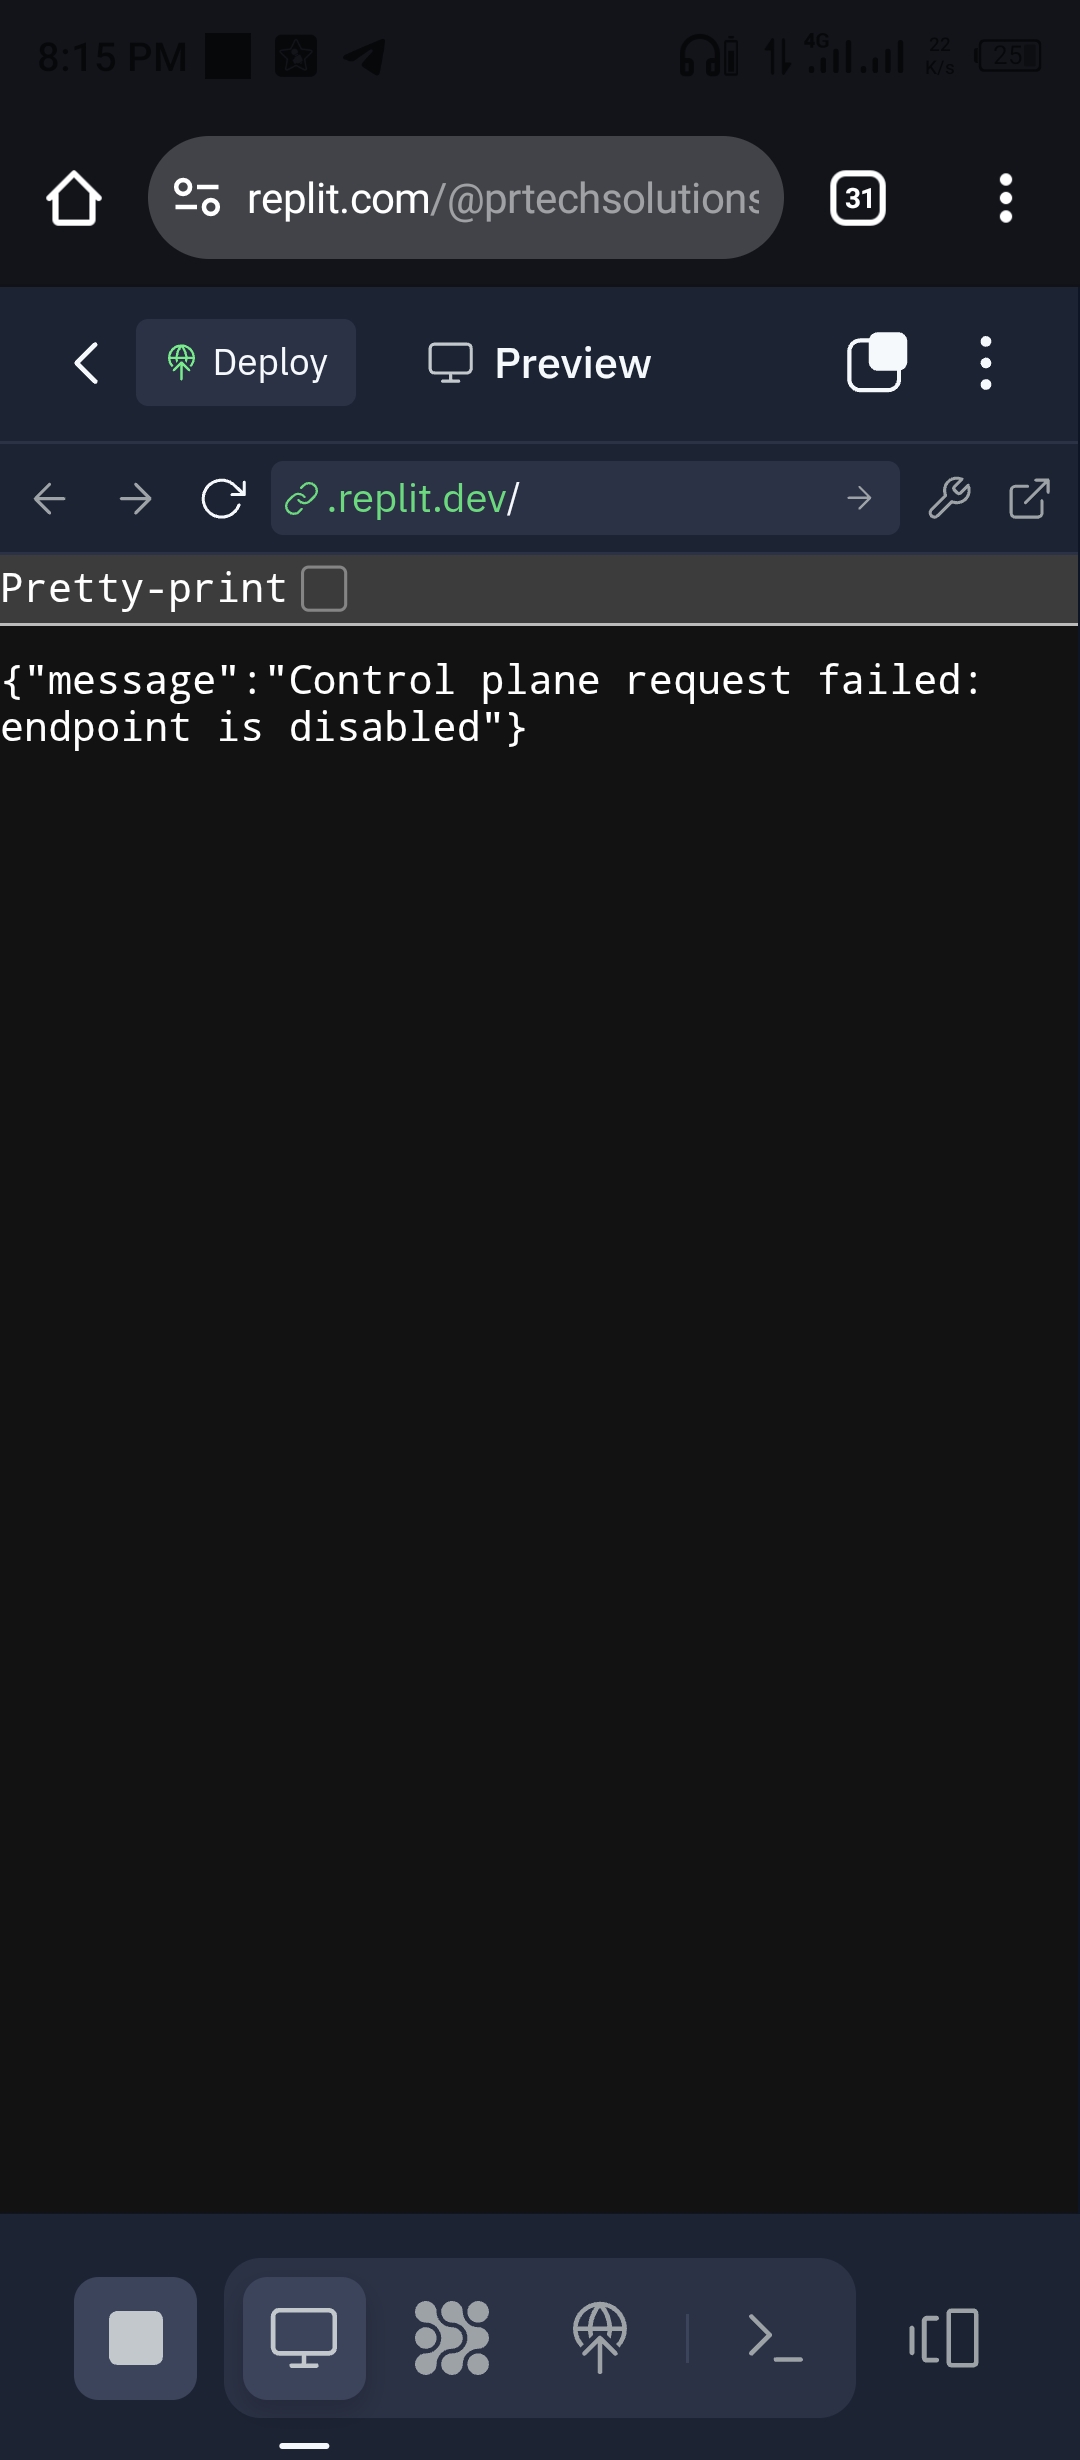 8:15 PM
4G
22
K/s
25
replit.com/@prtechsolutions
31
Deploy
Preview
.replit.dev/
Pretty-print
{"message":"Control plane request failed:
endpoint is disabled"}